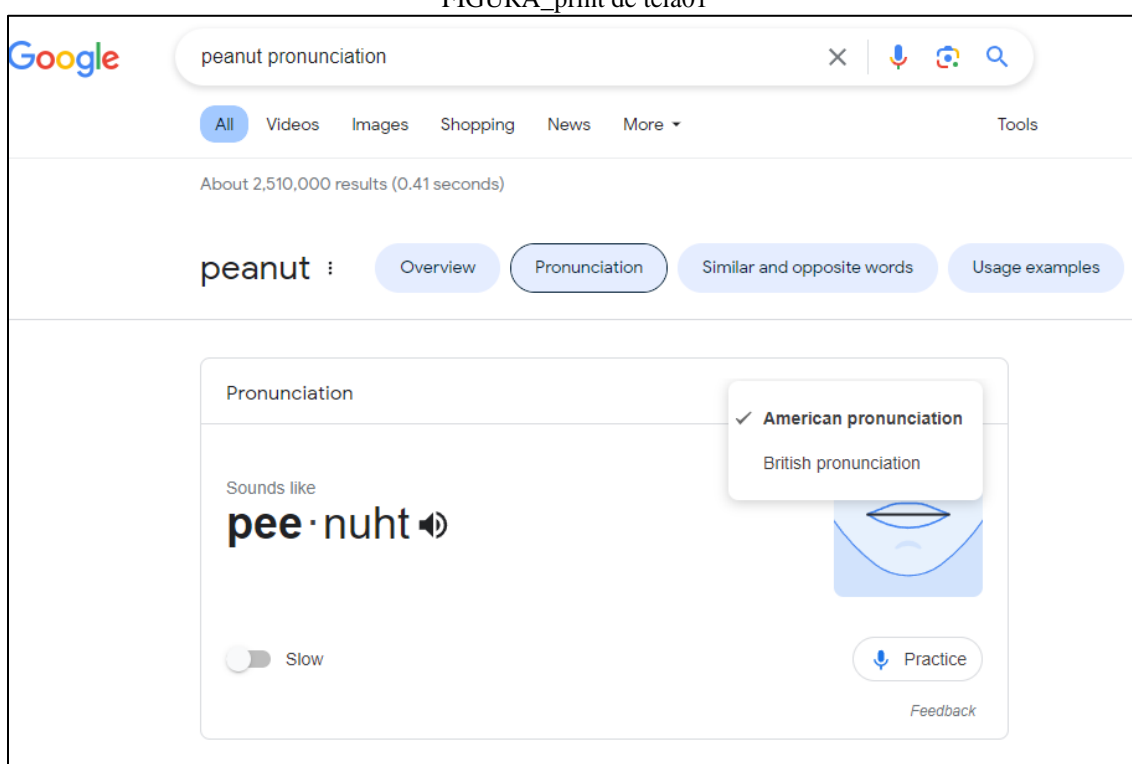 FIGURA_print de tela01
Google peanut pronunciation
All Videos Images Shopping News More Tools
About 2,510,000 results (0.41 seconds)
peanut Overview Pronunciation Similar and opposite words Usage examples
Pronunciation
American pronunciation
British pronunciation
Sounds like
pee·nuht
Slow Practice
Feedback